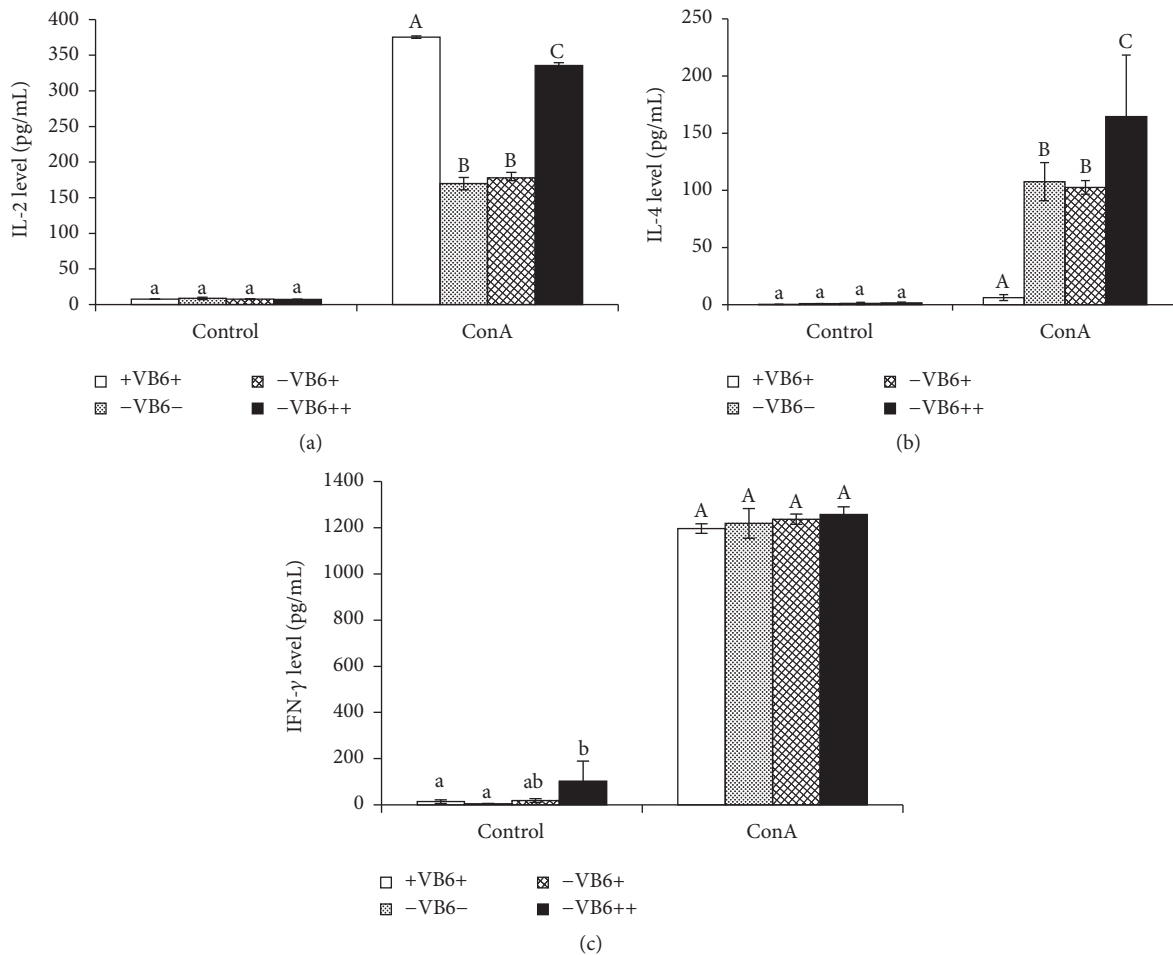 IL-2 level (pg/mL)
400
350
300
250
200
150
100
50
0
a a a a
A B B C
Control ConA
+VB6+ −VB6+
−VB6− −VB6++
(a)
IL-4 level (pg/mL)
250
200
150
100
50
0
a a a a
A B B C
Control ConA
+VB6+ −VB6+
−VB6− −VB6++
(b)
IFN-γ level (pg/mL)
1400
1200
1000
800
600
400
200
0
a a ab b
A A A A
Control ConA
+VB6+ −VB6+
−VB6− −VB6++
(c)